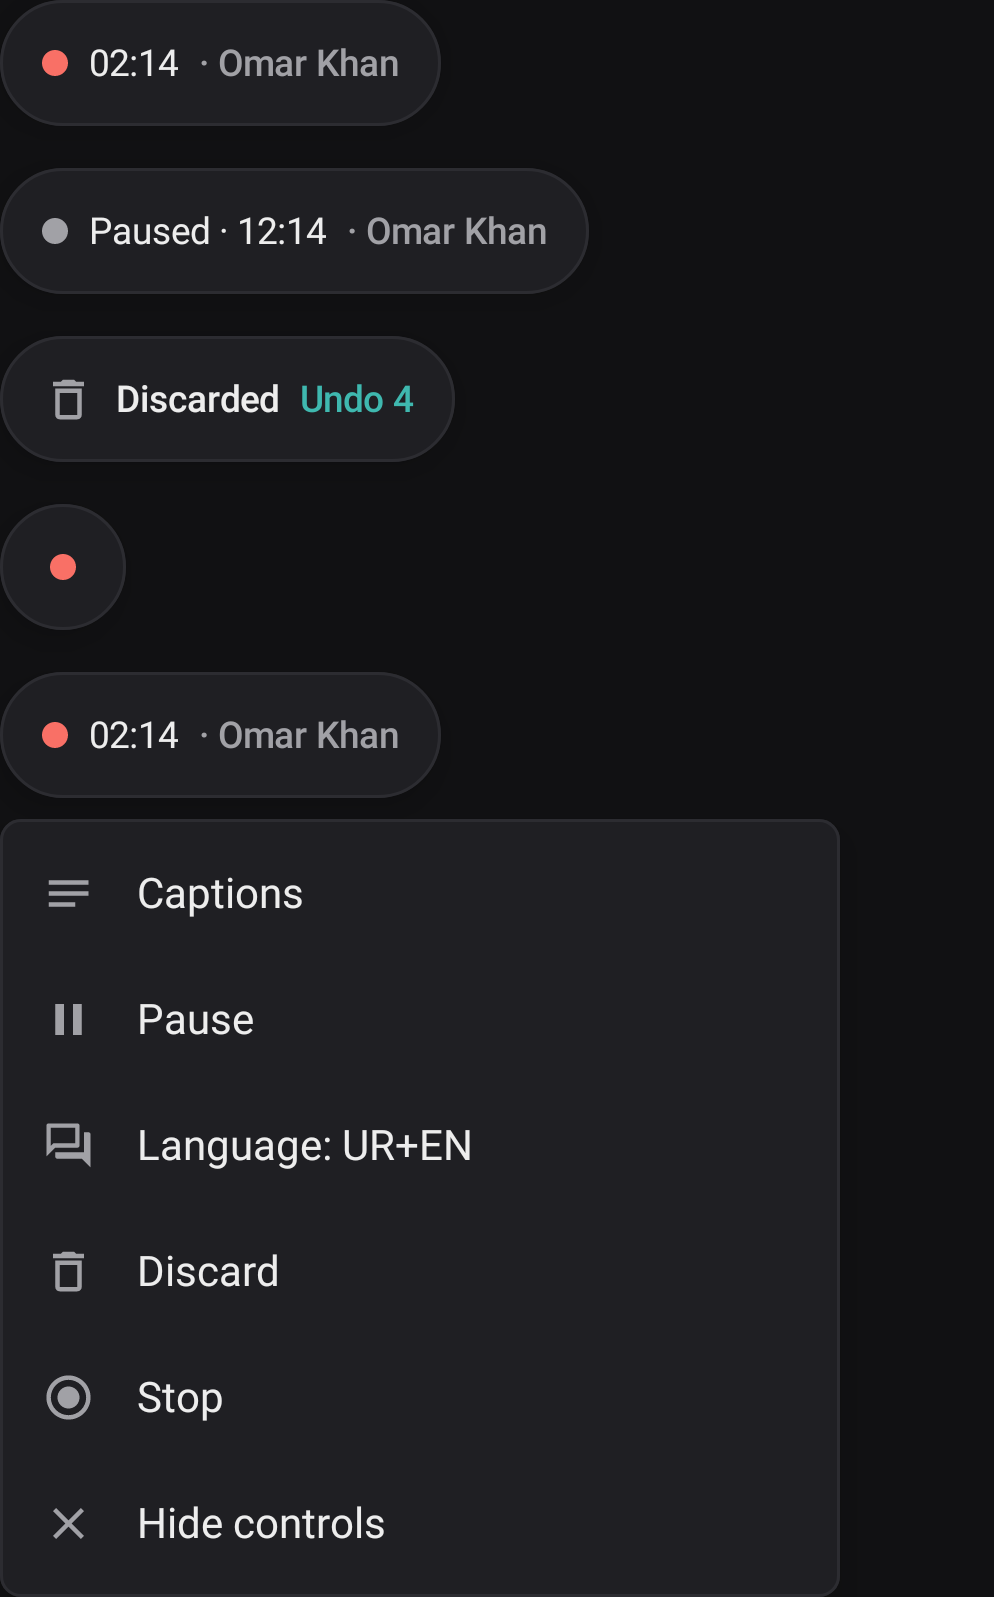 02:14 · Omar Khan
Paused · 12:14 · Omar Khan
Discarded Undo 4
02:14 · Omar Khan
Captions
Pause
Language: UR+EN
Discard
Stop
Hide controls